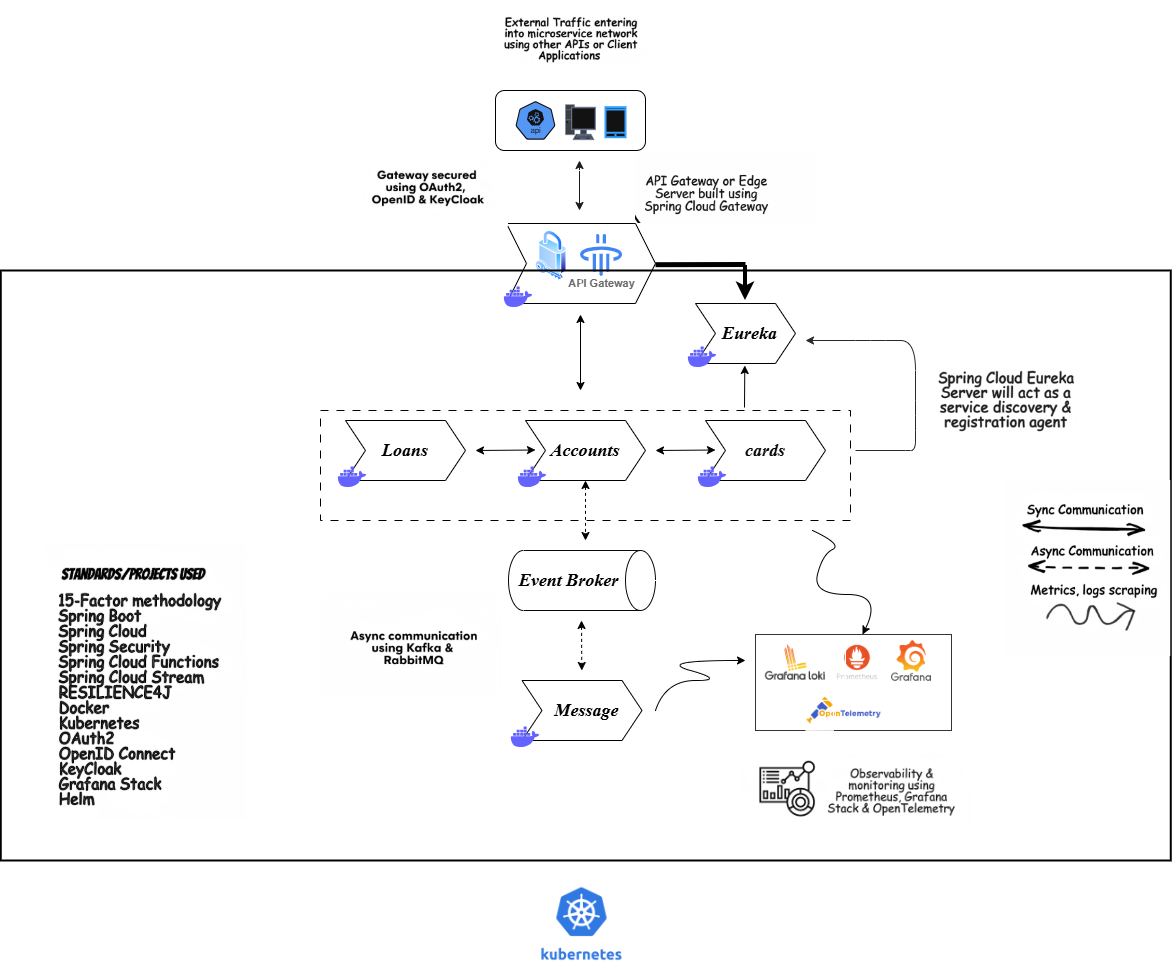 External Traffic entering
into microservice network
using other APIs or Client
Applications
api
Gateway secured
using OAuth2,
OpenID & KeyCloak
API Gateway or Edge
Server built using
Spring Cloud Gateway
API Gateway
Eureka
Spring Cloud Eureka
Server will act as a
service discovery &
registration agent
Loans
Accounts
cards
Sync Communication
Async Communication
Metrics, logs scraping
Event Broker
STANDARDS/PROJECTS USED
15-Factor methodology
Spring Boot
Spring Cloud
Spring Security
Spring Cloud Functions
Spring Cloud Stream
RESILIENCE4J
Docker
Kubernetes
OAuth2
OpenID Connect
KeyCloak
Grafana Stack
Helm
Async communication
using Kafka &
RabbitMQ
Message
Grafana loki
Prometheus
Grafana
OpenTelemetry
Observability &
monitoring using
Prometheus, Grafana
Stack & OpenTelemetry
kubernetes